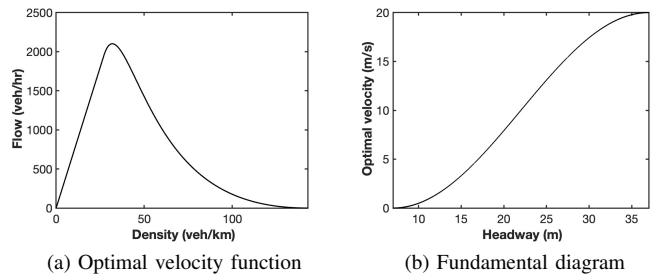 2500
2000
1500
1000
500
0
0 50 100
Flow (veh/hr)
Density (veh/km)
(a) Optimal velocity function
20
15
10
5
0
10 15 20 25 30 35
Optimal velocity (m/s)
Headway (m)
(b) Fundamental diagram